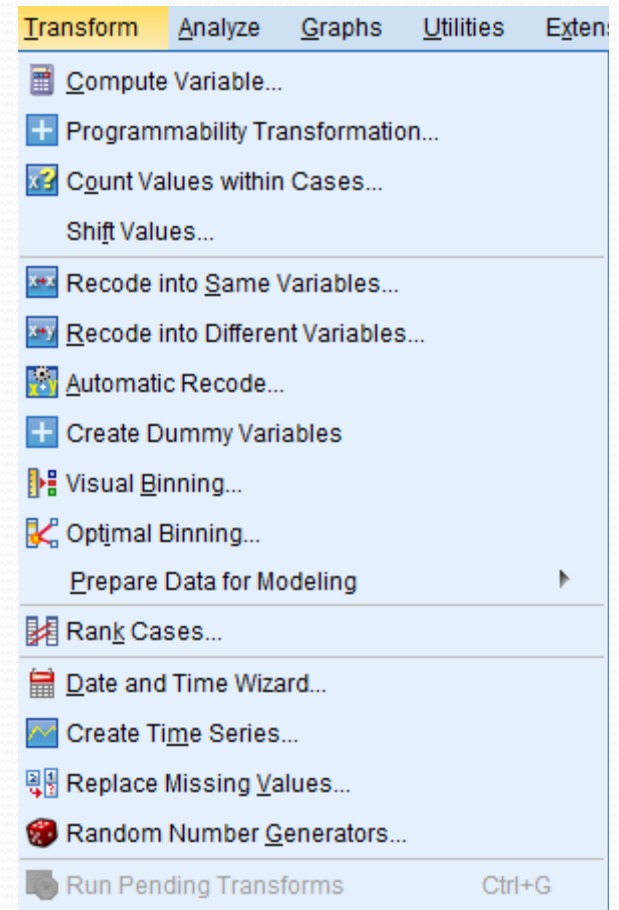 Transform Analyze Graphs Utilities Exten
Compute Variable...
Programmability Transformation...
Count Values within Cases...
Shift Values...
Recode into Same Variables...
Recode into Different Variables...
Automatic Recode...
Create Dummy Variables
Visual Binning...
Optimal Binning...
Prepare Data for Modeling
Rank Cases...
Date and Time Wizard...
Create Time Series...
Replace Missing Values...
Random Number Generators...
Run Pending Transforms Ctrl+G